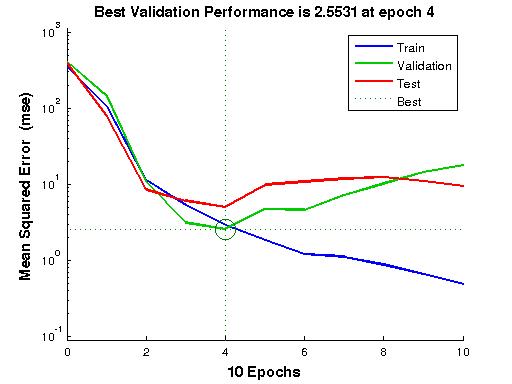 Best Validation Performance is 2.5531 at epoch 4
10^3
10^2
10^1
10^0
10^-1
Mean Squared Error (mse)
Train
Validation
Test
Best
0 2 4 6 8 10
10 Epochs